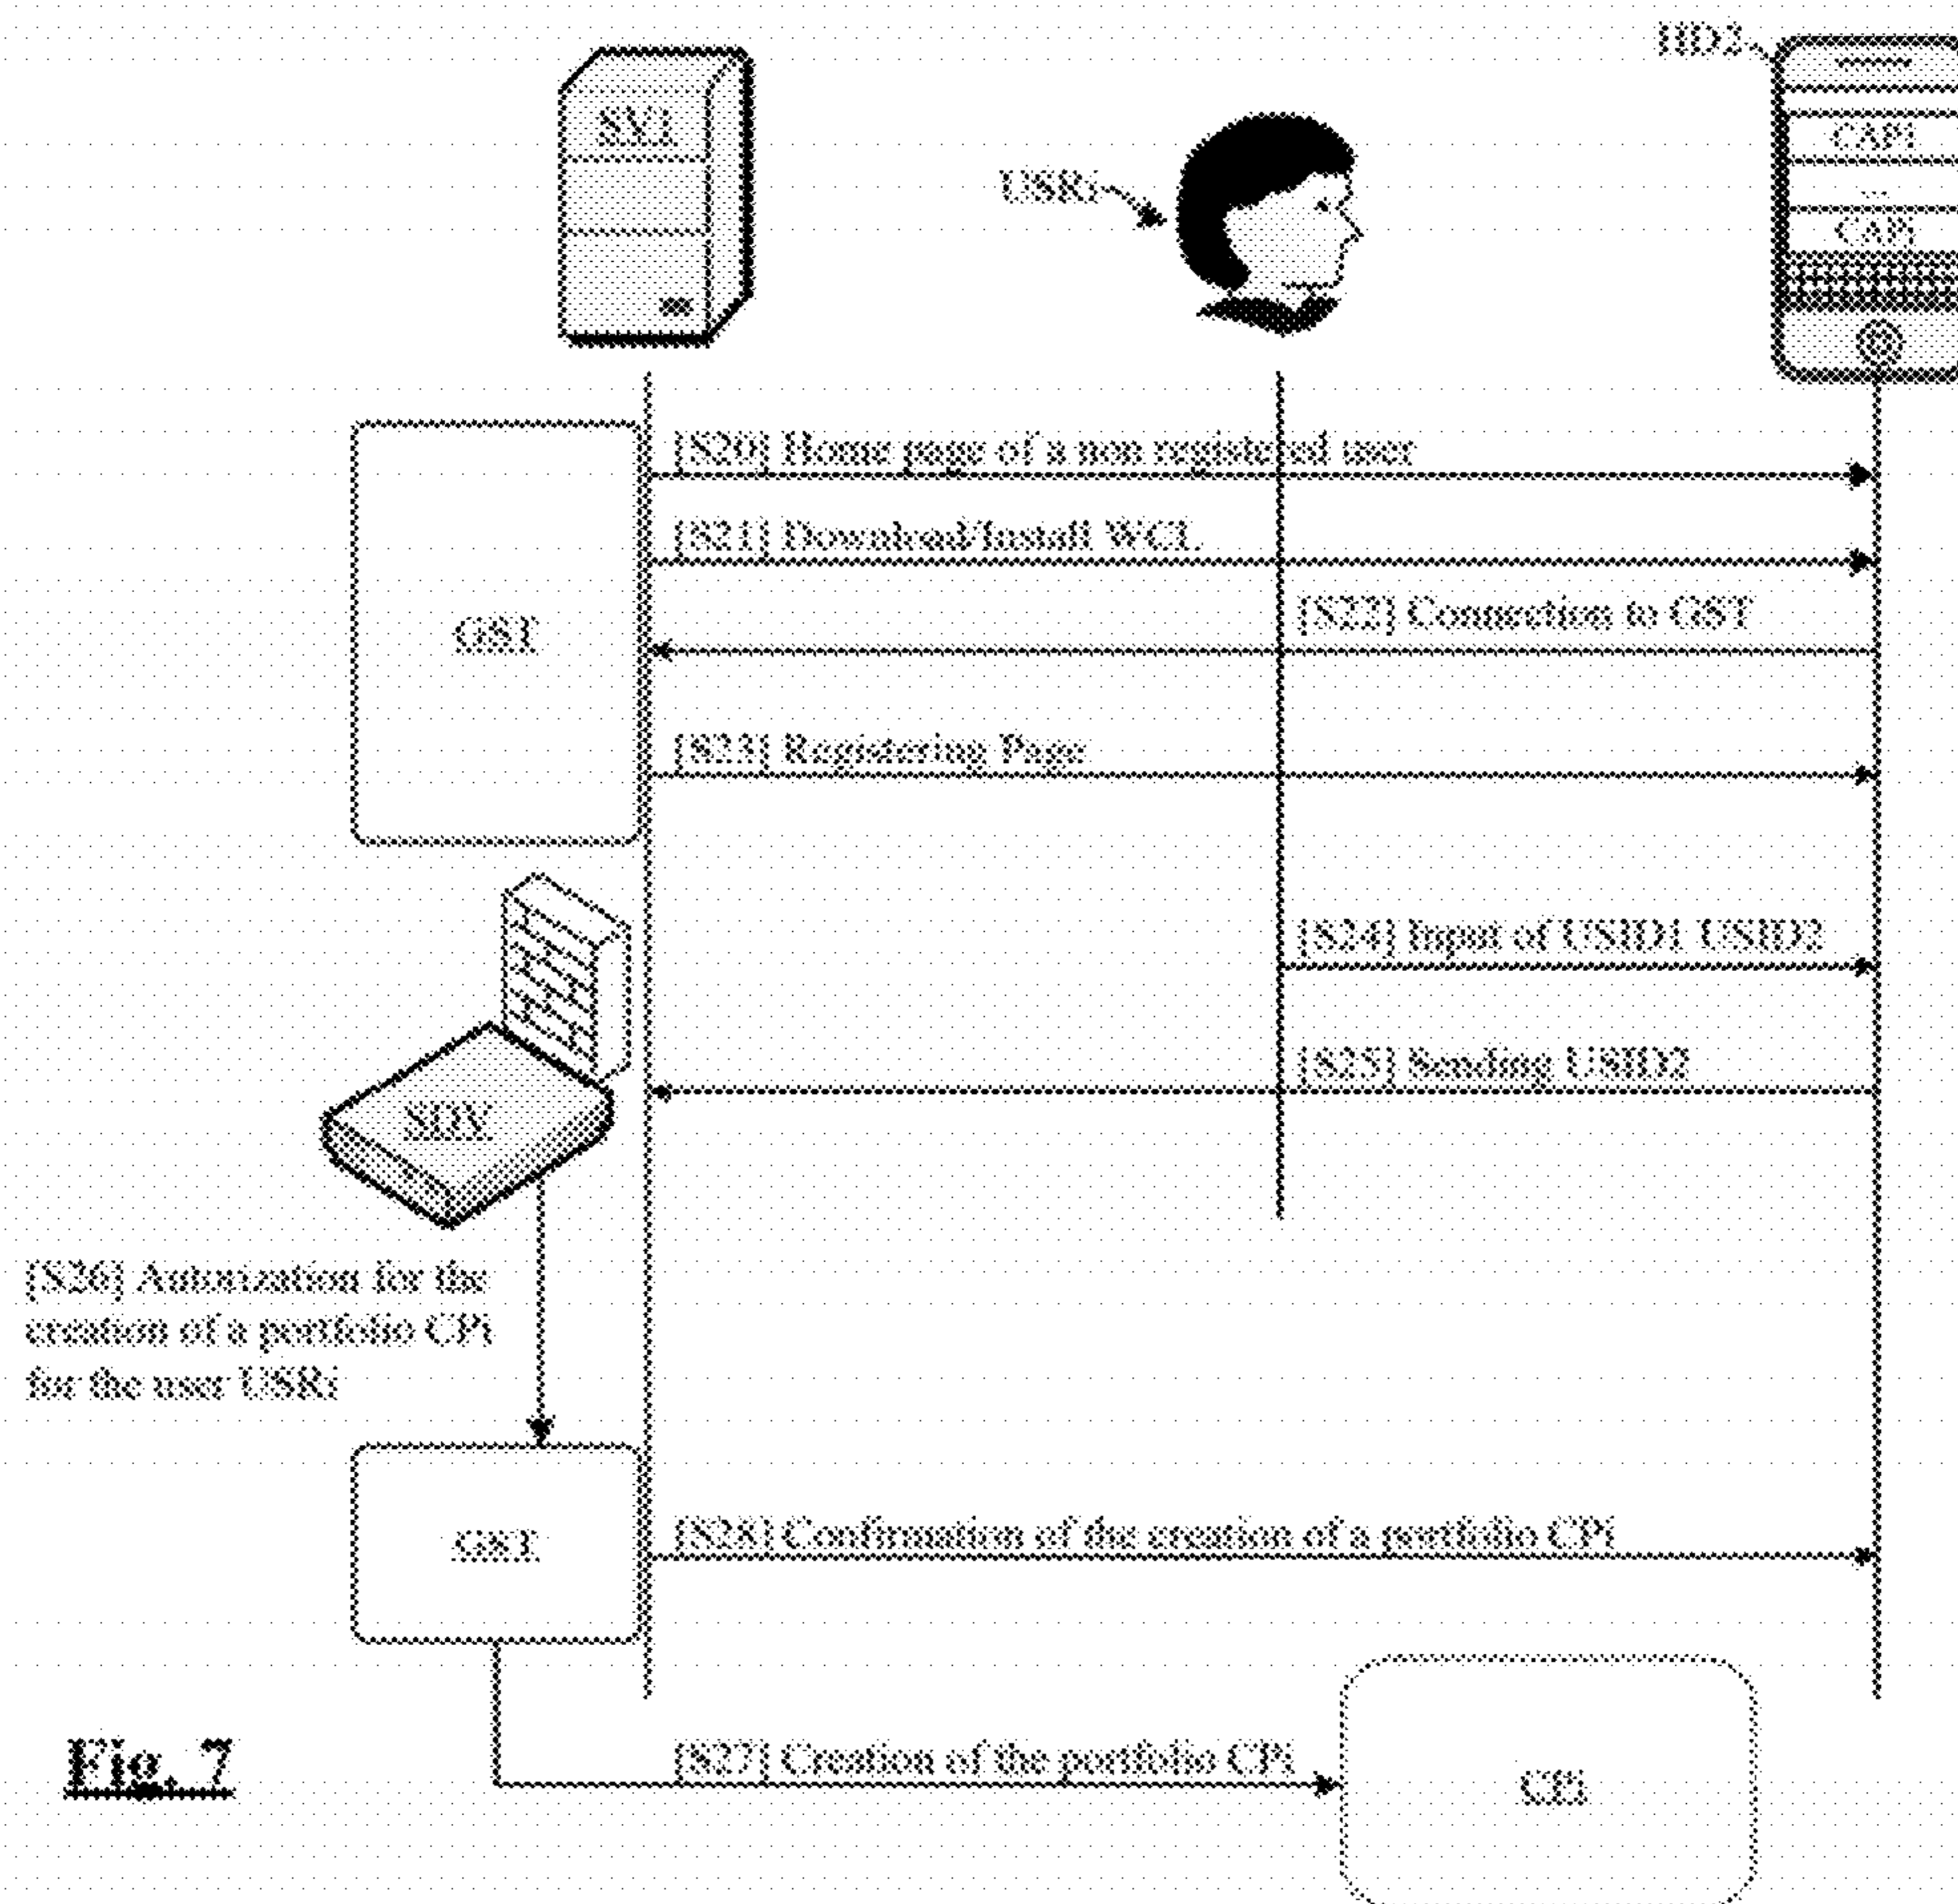 HD2
SV1
CAPi
USRi
...
CAPi
[S20] Home page of a non registered user
[S21] Download/Install WCL
[S22] Connection to GST
GST
[S23] Registering Page
[S24] Input of USID1 USID2
[S25] Sending USID2
SDV
[S26] Autorization for the
creation of a portfolio CPi
for the user USRi
GST
[S28] Confirmation of the creation of a portfolio CPi
[S27] Creation of the portfolio CPi
Fig. 7
CPi